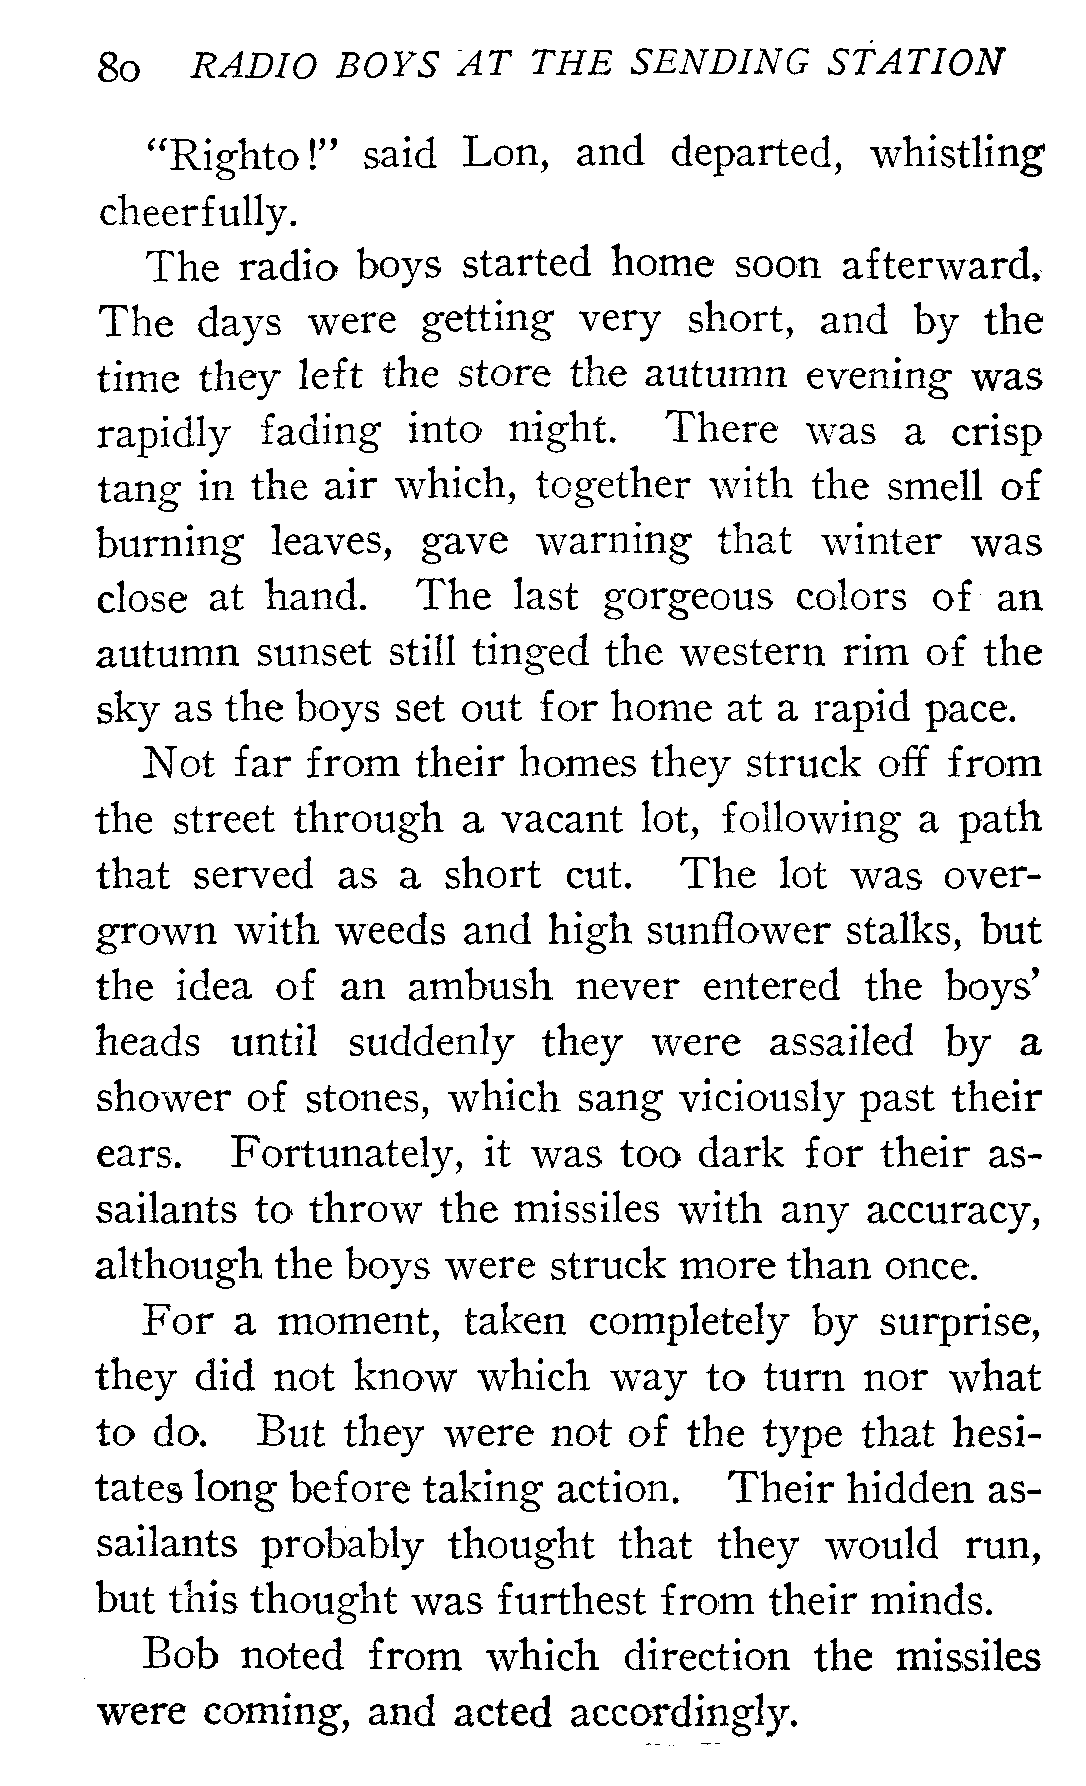 80 RADIO BOYS AT THE SENDING STATION
“Righto!” said Lon, and departed, whistling
cheerfully.
The radio boys started home soon afterward.
The days were getting very short, and by the
time they left the store the autumn evening was
rapidly fading into night. There was a crisp
tang in the air which, together with the smell of
burning leaves, gave warning that winter was
close at hand. The last gorgeous colors of an
autumn sunset still tinged the western rim of the
sky as the boys set out for home at a rapid pace.
Not far from their homes they struck off from
the street through a vacant lot, following a path
that served as a short cut. The lot was over-
grown with weeds and high sunflower stalks, but
the idea of an ambush never entered the boys’
heads until suddenly they were assailed by a
shower of stones, which sang viciously past their
ears. Fortunately, it was too dark for their as-
sailants to throw the missiles with any accuracy,
although the boys were struck more than once.
For a moment, taken completely by surprise,
they did not know which way to turn nor what
to do. But they were not of the type that hesi-
tates long before taking action. Their hidden as-
sailants probably thought that they would run,
but this thought was furthest from their minds.
Bob noted from which direction the missiles
were coming, and acted accordingly.